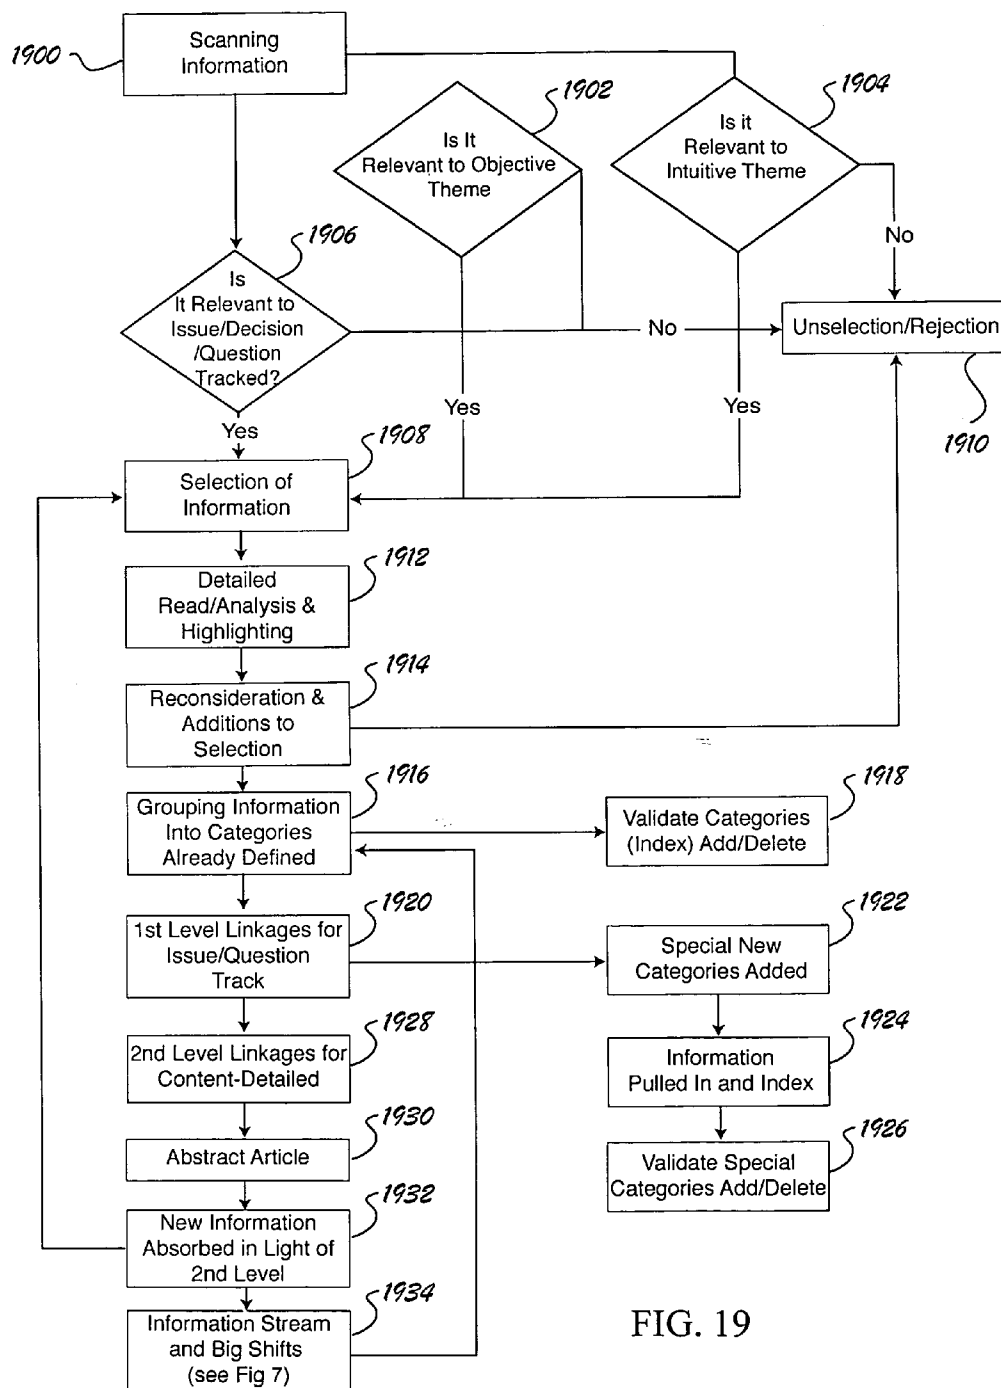 1900
Scanning
Information
1902
Is It
Relevant to Objective
Theme
1904
Is it
Relevant to
Intuitive Theme
No
1906
Is
It Relevant to
Issue/Decision
/Question
Tracked?
No
Unselection/Rejection
1910
Yes
Yes
Yes
1908
Selection of
Information
1912
Detailed
Read/Analysis &
Highlighting
1914
Reconsideration &
Additions to
Selection
1916
Grouping Information
Into Categories
Already Defined
1918
Validate Categories
(Index) Add/Delete
1920
1st Level Linkages for
Issue/Question
Track
1922
Special New
Categories Added
1928
2nd Level Linkages for
Content-Detailed
1924
Information
Pulled In and Index
1930
Abstract Article
1926
Validate Special
Categories Add/Delete
1932
New Information
Absorbed in Light of
2nd Level
1934
Information Stream
and Big Shifts
(see Fig 7)
FIG. 19